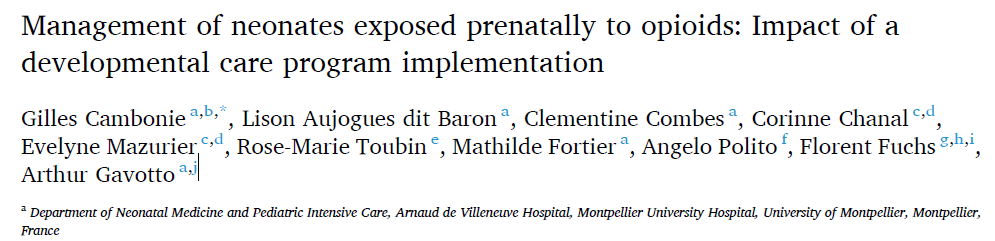 Management of neonates exposed prenatally to opioids: Impact of a
developmental care program implementation
Gilles Cambonie a,b,*, Lison Aujogues dit Baron a, Clementine Combes a, Corinne Chanal c,d,
Evelyne Mazurier c,d, Rose-Marie Toubin e, Mathilde Fortier a, Angelo Polito f, Florent Fuchs g,h,i,
Arthur Gavotto a,j
a Department of Neonatal Medicine and Pediatric Intensive Care, Arnaud de Villeneuve Hospital, Montpellier University Hospital, University of Montpellier, Montpellier,
France